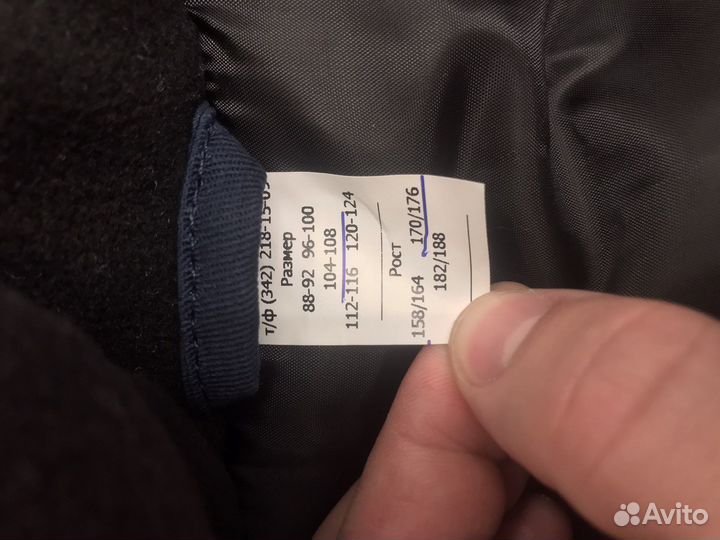 т/ф (342) 218-15-09
Размер
88-92 96-100
104-108
112-116 120-124
Рост
158/164 170/176
182/188
Avito